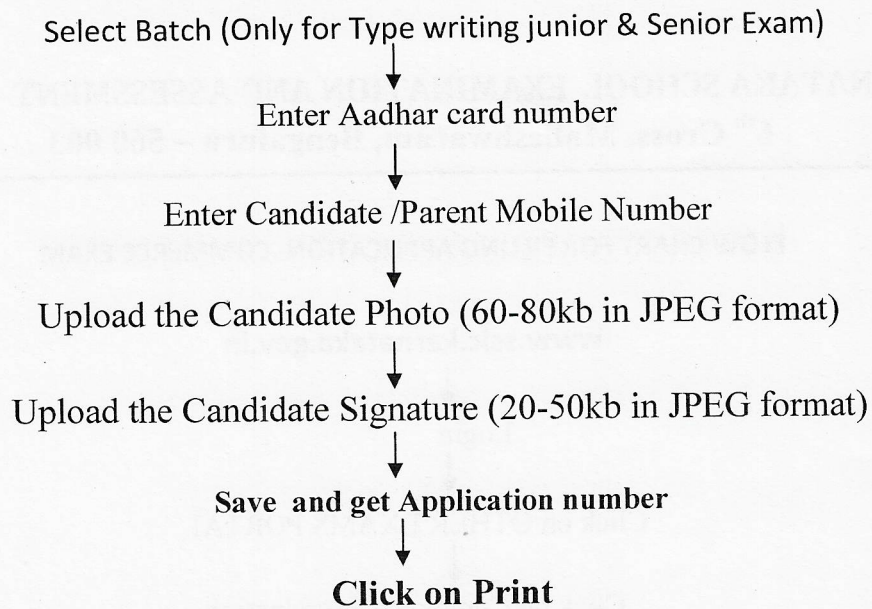 Select Batch (Only for Type writing junior & Senior Exam)
Enter Aadhar card number
Enter Candidate /Parent Mobile Number
Upload the Candidate Photo (60-80kb in JPEG format)
Upload the Candidate Signature (20-50kb in JPEG format)
Save and get Application number
Click on Print